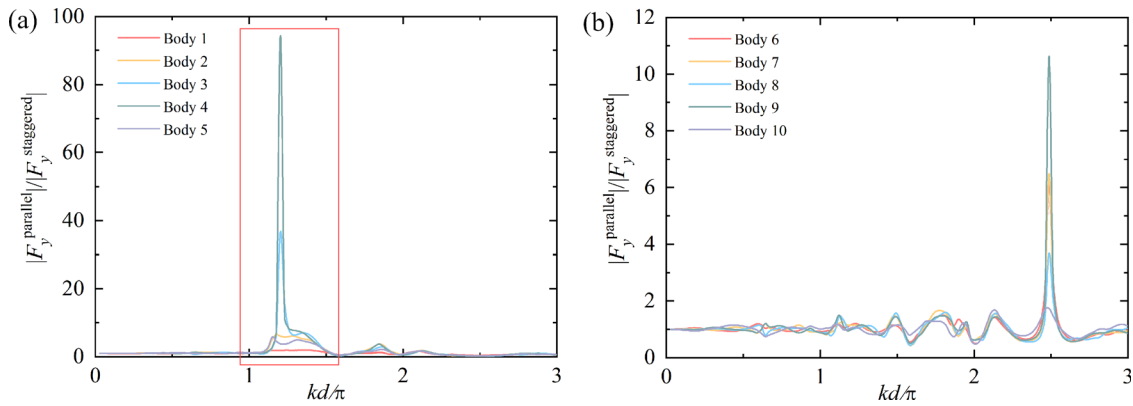 (a)
100
80
60
40
20
0
|F_y^parallel|/|F_y^staggered|
Body 1
Body 2
Body 3
Body 4
Body 5
0 1 2 3
kd/π
(b)
12
10
8
6
4
2
0
|F_y^parallel|/|F_y^staggered|
Body 6
Body 7
Body 8
Body 9
Body 10
0 1 2 3
kd/π